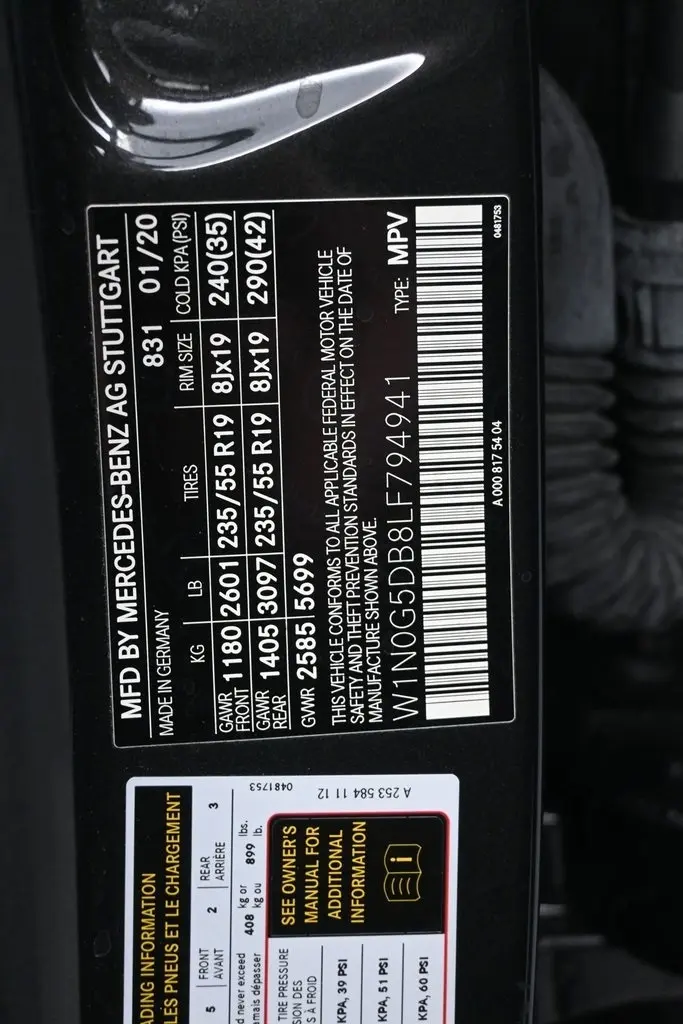 MFD BY MERCEDES-BENZ AG STUTTGART
MADE IN GERMANY 831 01/20
KG LB TIRES RIM SIZE COLD KPA(PSI)
GAWR FRONT 1180 2601 235/55 R19 8Jx19 240(35)
GAWR REAR 1405 3097 235/55 R19 8Jx19 290(42)
GVWR 2585 5699
THIS VEHICLE CONFORMS TO ALL APPLICABLE FEDERAL MOTOR VEHICLE
SAFETY AND THEFT PREVENTION STANDARDS IN EFFECT ON THE DATE OF
MANUFACTURE SHOWN ABOVE.
W1N0G5DB8LF794941 TYPE: MPV
A 000 817 54 04 0481753
0481753
A 253 584 11 12
ADING INFORMATION
LES PNEUS ET LE CHARGEMENT
5 FRONT AVANT 2 REAR ARRIÈRE 3
d never exceed 408 kg or 899 lbs.
amais dépasser kg ou lb.
TIRE PRESSURE
SION DES
S À FROID
KPA, 39 PSI
KPA, 51 PSI
KPA, 60 PSI
SEE OWNER'S
MANUAL FOR
ADDITIONAL
INFORMATION